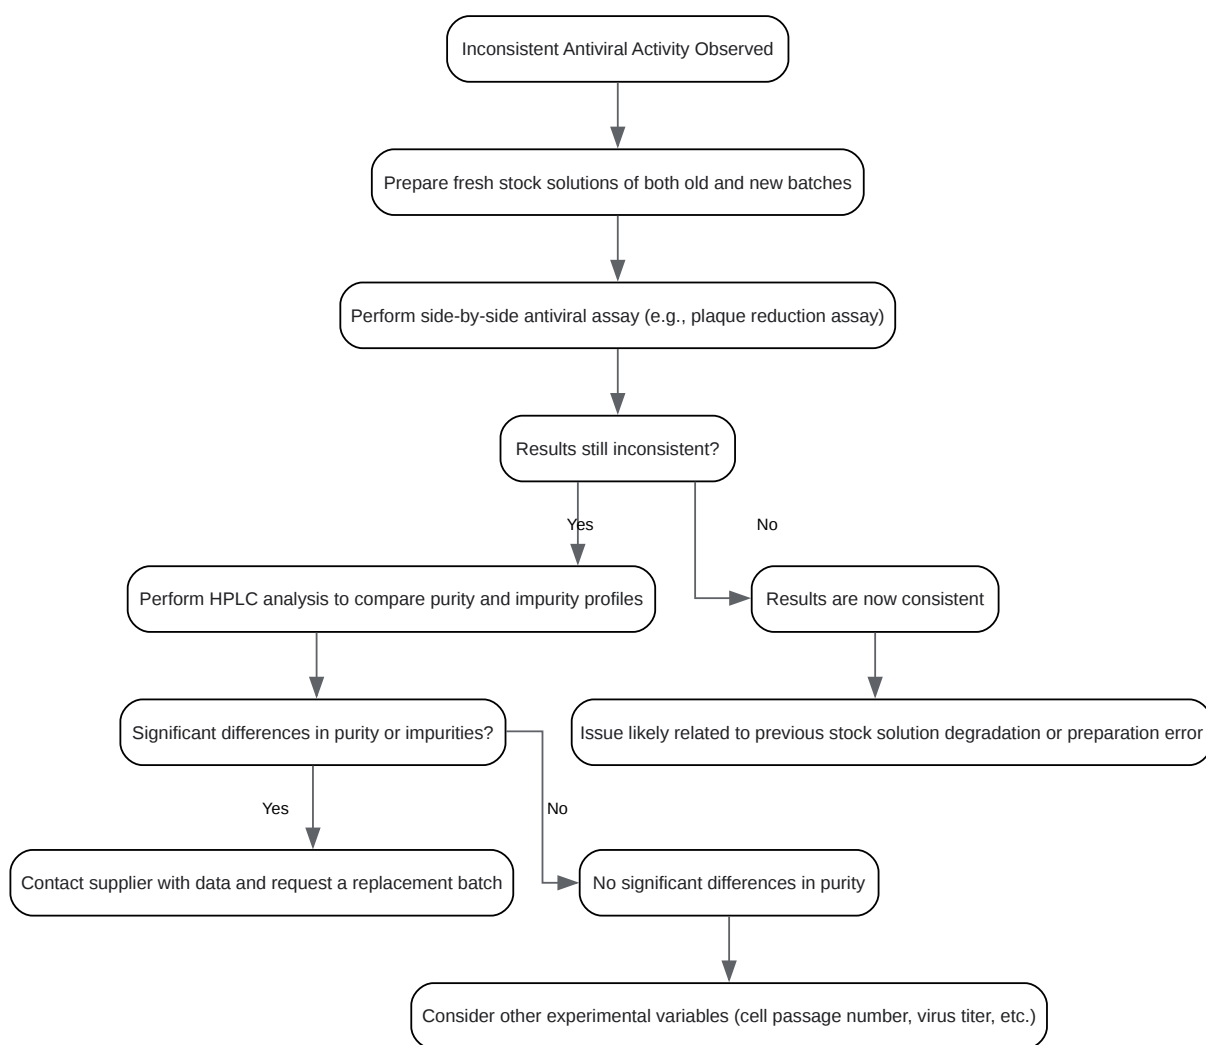 Inconsistent Antiviral Activity Observed
Prepare fresh stock solutions of both old and new batches
Perform side-by-side antiviral assay (e.g., plaque reduction assay)
Results still inconsistent?
Yes
No
Perform HPLC analysis to compare purity and impurity profiles
Results are now consistent
Significant differences in purity or impurities?
Issue likely related to previous stock solution degradation or preparation error
Yes
No
Contact supplier with data and request a replacement batch
No significant differences in purity
Consider other experimental variables (cell passage number, virus titer, etc.)